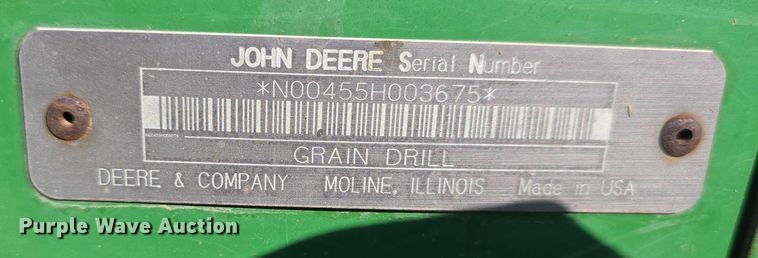 JOHN DEERE Serial Number
*N00455H003675*
GRAIN DRILL
DEERE & COMPANY MOLINE, ILLINOIS Made in USA
Purple Wave Auction